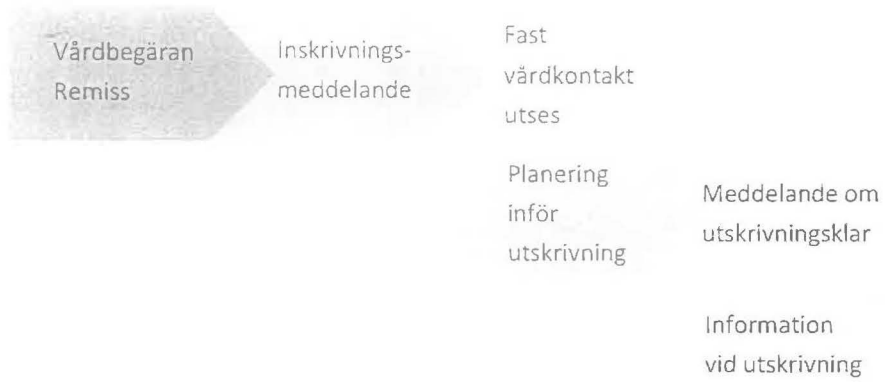 Vårdbegäran
Remiss
Inskrivnings-
meddelande
Fast
vårdkontakt
utses
Planering
inför
utskrivning
Meddelande om
utskrivningsklar
Information
vid utskrivning